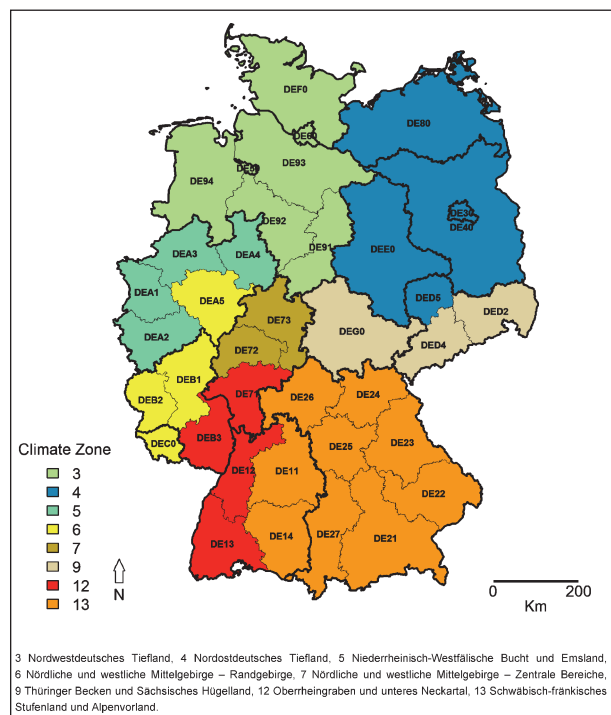 DEF0
DE80
DE60
DE93
DE50
DE94
DE30
DE40
DE92
DEE0
DE91
DEA3
DEA4
DEA1
DEA5
DED5
DE73
DEG0
DED2
DEA2
DED4
DE72
DEB1
DEB2
DE71
DE26
DE24
DEB3
DEC0
DE25
DE23
DE12
DE11
DE22
DE13
DE14
DE27
DE21
Climate Zone
3
4
5
6
7
9
12
13
N
0 200
Km
3 Nordwestdeutsches Tiefland, 4 Nordostdeutsches Tiefland, 5 Niederrheinisch-Westfälische Bucht und Emsland,
6 Nördliche und westliche Mittelgebirge – Randgebirge, 7 Nördliche und westliche Mittelgebirge – Zentrale Bereiche,
9 Thüringer Becken und Sächsisches Hügelland, 12 Oberrheingraben und unteres Neckartal, 13 Schwäbisch-fränkisches
Stufenland und Alpenvorland.